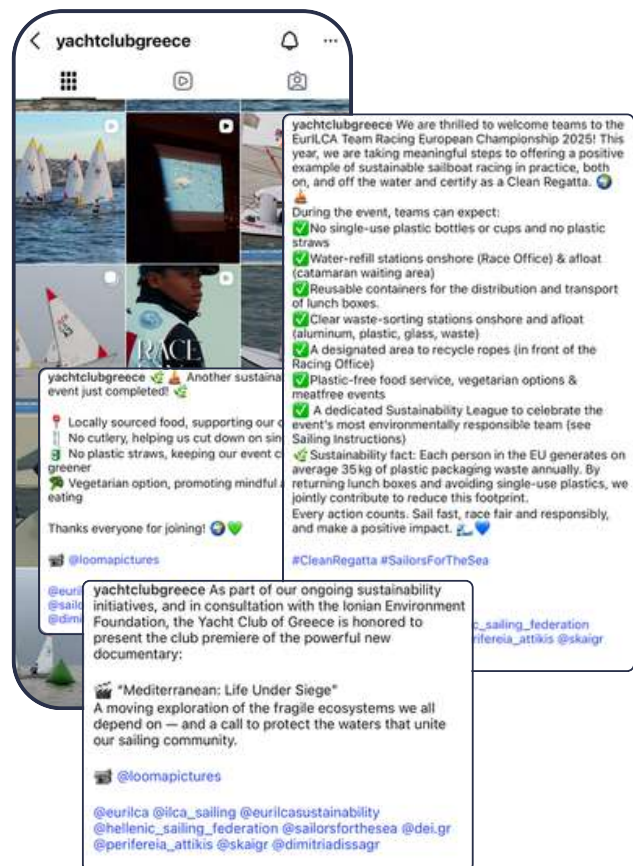 yachtclubgreece
RACE
yachtclubgreece We are thrilled to welcome teams to the
EurILCA Team Racing European Championship 2025! This
year, we are taking meaningful steps to offering a positive
example of sustainable sailboat racing in practice, both
on, and off the water and certify as a Clean Regatta. 🌍
⛵
During the event, teams can expect:
✅No single-use plastic bottles or cups and no plastic
straws
✅Water-refill stations onshore (Race Office) & afloat
(catamaran waiting area)
✅Reusable containers for the distribution and transport
of lunch boxes.
✅Clear waste-sorting stations onshore and afloat
(aluminum, plastic, glass, waste)
✅A designated area to recycle ropes (in front of the
Racing Office)
✅Plastic-free food service, vegetarian options &
meatfree events
✅ A dedicated Sustainability League to celebrate the
event's most environmentally responsible team (see
Sailing Instructions)
🌿Sustainability fact: Each person in the EU generates on
average 35 kg of plastic packaging waste annually. By
returning lunch boxes and avoiding single-use plastics, we
jointly contribute to reduce this footprint.
Every action counts. Sail fast, race fair and responsibly,
and make a positive impact. 🌊💙
#CleanRegatta #SailorsForTheSea
c_sailing_federation
rifereia_attikis @skaigr
yachtclubgreece 🌿⛵ Another sustaina
event just completed! 🌿
📍 Locally sourced food, supporting our
🍴 No cutlery, helping us cut down on sin
🥤 No plastic straws, keeping our event c
greener
🥦 Vegetarian option, promoting mindful
eating
Thanks everyone for joining! 🌍💚
📹 @loomapictures
@euril
@sailo
@dimi
yachtclubgreece As part of our ongoing sustainability
initiatives, and in consultation with the Ionian Environment
Foundation, the Yacht Club of Greece is honored to
present the club premiere of the powerful new
documentary:
🎬 "Mediterranean: Life Under Siege"
A moving exploration of the fragile ecosystems we all
depend on — and a call to protect the waters that unite
our sailing community.
📹 @loomapictures
@eurilca @ilca_sailing @eurilcasustainability
@hellenic_sailing_federation @sailorsforthesea @dei.gr
@perifereia_attikis @skaigr @dimitriadissagr